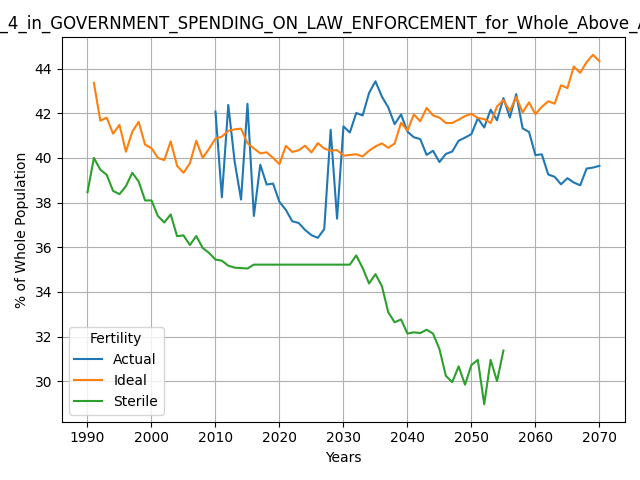 _4_in_GOVERNMENT_SPENDING_ON_LAW_ENFORCEMENT_for_Whole_Above_
% of Whole Population
44
42
40
38
36
34
32
30
Fertility
Actual
Ideal
Sterile
1990 2000 2010 2020 2030 2040 2050 2060 2070
Years